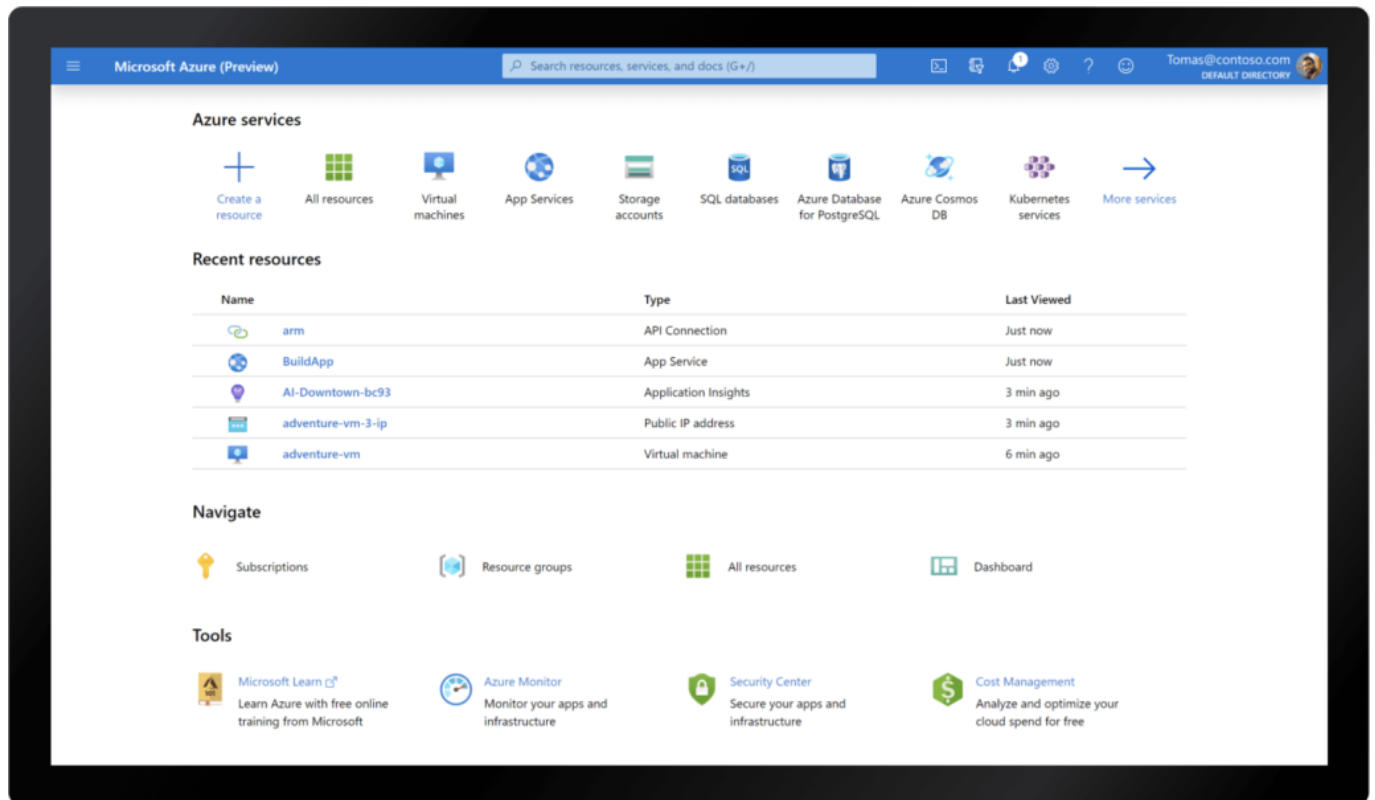 Microsoft Azure (Preview)
Search resources, services, and docs (G+/)
1
Tomas@contoso.com
DEFAULT DIRECTORY
Azure services
Create a resource
All resources
Virtual machines
App Services
Storage accounts
SQL
SQL databases
Azure Database for PostgreSQL
Azure Cosmos DB
Kubernetes services
More services
Recent resources
Name Type Last Viewed
arm API Connection Just now
BuildApp App Service Just now
AI-Downtown-bc93 Application Insights 3 min ago
adventure-vm-3-ip Public IP address 3 min ago
adventure-vm Virtual machine 6 min ago
Navigate
Subscriptions
Resource groups
All resources
Dashboard
Tools
101
Microsoft Learn
Learn Azure with free online
training from Microsoft
Azure Monitor
Monitor your apps and
infrastructure
Security Center
Secure your apps and
infrastructure
$
Cost Management
Analyze and optimize your
cloud spend for free